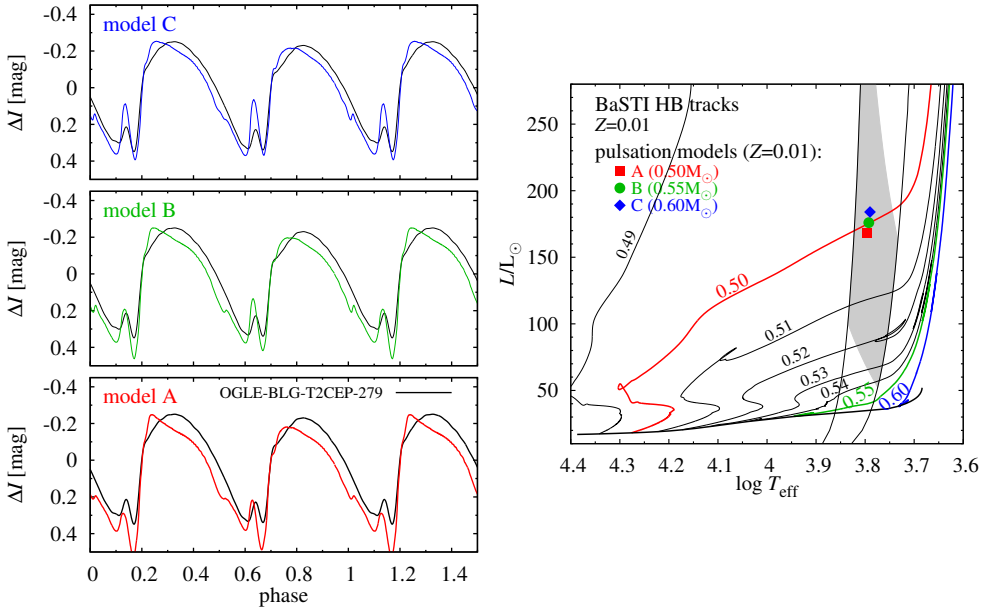 model C
-0.4
-0.2
0
0.2
0.4
ΔI [mag]
model B
-0.4
-0.2
0
0.2
0.4
ΔI [mag]
model A
OGLE-BLG-T2CEP-279
-0.4
-0.2
0
0.2
0.4
ΔI [mag]
0 0.2 0.4 0.6 0.8 1 1.2 1.4
phase
BaSTI HB tracks
Z=0.01
pulsation models (Z=0.01):
A (0.50M☉)
B (0.55M☉)
C (0.60M☉)
250
200
150
100
50
L/L☉
0.49
0.50
0.51
0.52
0.53
0.54
0.55
0.60
4.4 4.3 4.2 4.1 4 3.9 3.8 3.7 3.6
log Teff